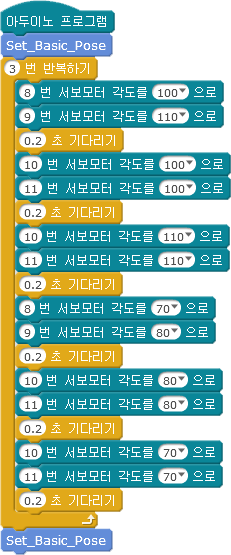 아두이노 프로그램
Set_Basic_Pose
3 번 반복하기
8 번 서보모터 각도를 100 으로
9 번 서보모터 각도를 110 으로
0.2 초 기다리기
10 번 서보모터 각도를 100 으로
11 번 서보모터 각도를 100 으로
0.2 초 기다리기
10 번 서보모터 각도를 110 으로
11 번 서보모터 각도를 110 으로
0.2 초 기다리기
8 번 서보모터 각도를 70 으로
9 번 서보모터 각도를 80 으로
0.2 초 기다리기
10 번 서보모터 각도를 80 으로
11 번 서보모터 각도를 80 으로
0.2 초 기다리기
10 번 서보모터 각도를 70 으로
11 번 서보모터 각도를 70 으로
0.2 초 기다리기
Set_Basic_Pose